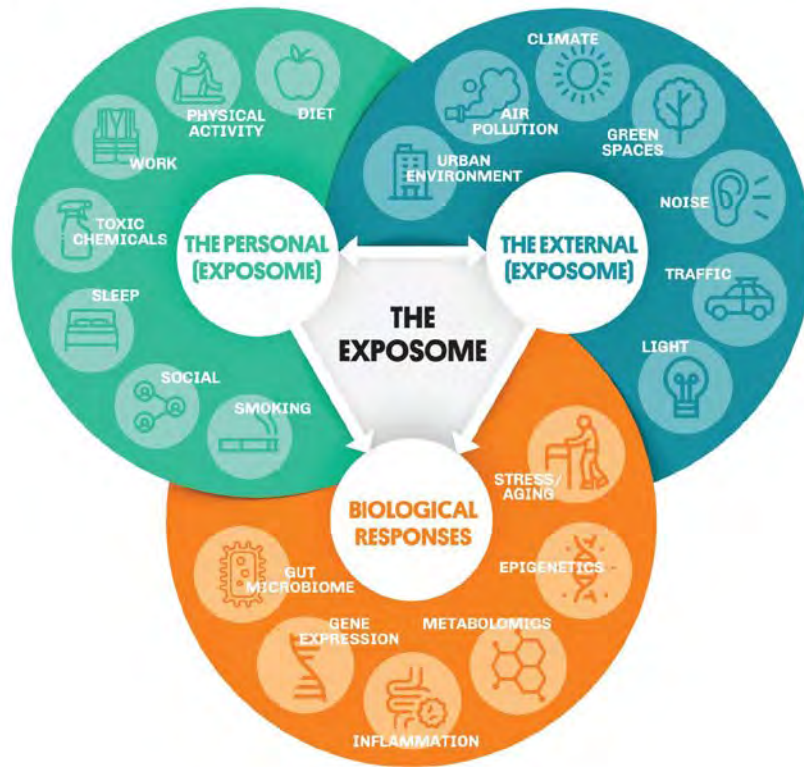 PHYSICAL
ACTIVITY
DIET
WORK
TOXIC
CHEMICALS
SLEEP
SOCIAL
SMOKING
THE PERSONAL
(EXPOSOME)
CLIMATE
AIR
POLLUTION
URBAN
ENVIRONMENT
GREEN
SPACES
NOISE
TRAFFIC
LIGHT
THE EXTERNAL
(EXPOSOME)
THE
EXPOSOME
BIOLOGICAL
RESPONSES
STRESS/
AGING
EPIGENETICS
METABOLOMICS
INFLAMMATION
GENE
EXPRESSION
GUT
MICROBIOME